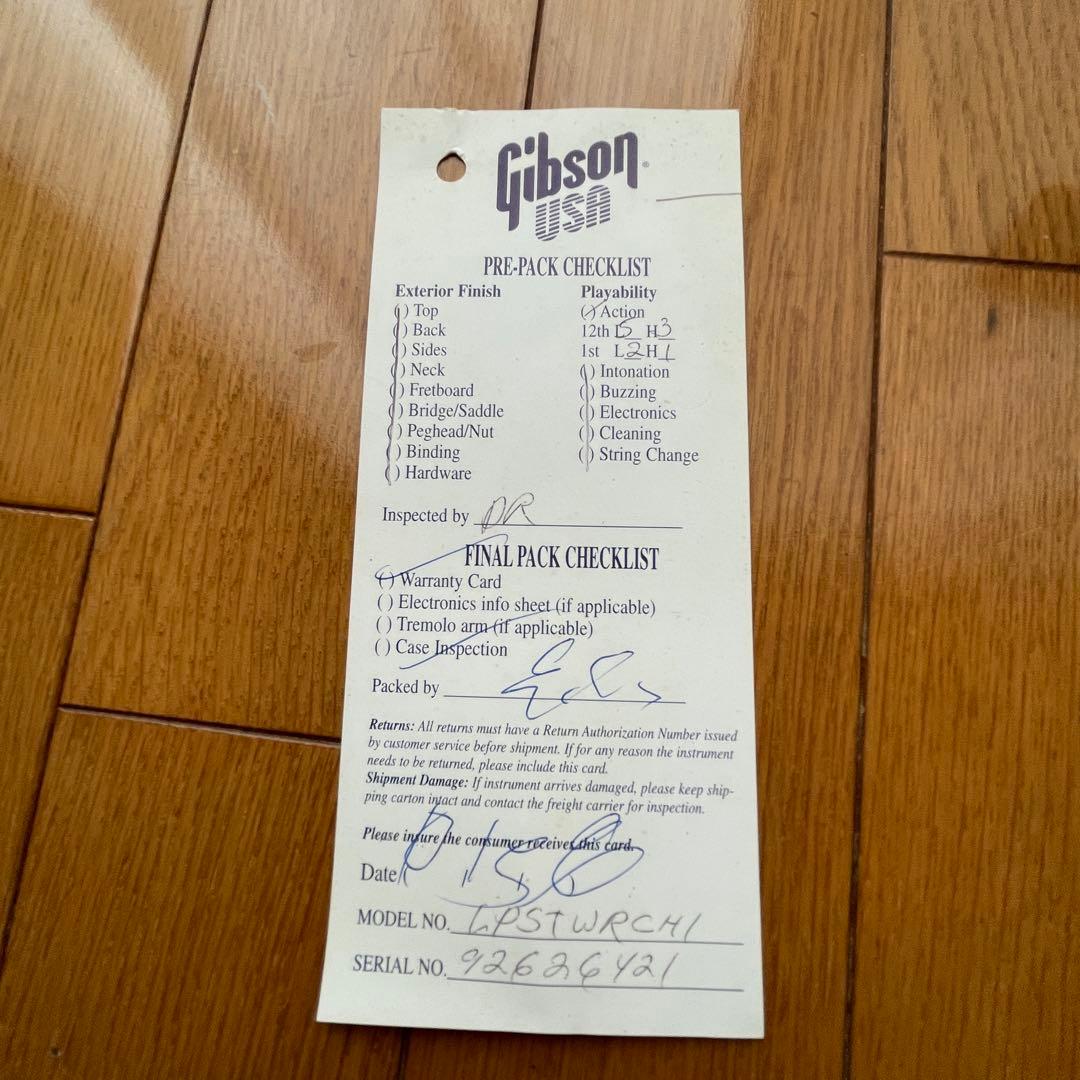 Gibson®
USA
PRE-PACK CHECKLIST
Exterior Finish
( ) Top
( ) Back
( ) Sides
( ) Neck
( ) Fretboard
( ) Bridge/Saddle
( ) Peghead/Nut
( ) Binding
( ) Hardware
Playability
(✓) Action
12th L5 H3
1st L2 H1
( ) Intonation
( ) Buzzing
( ) Electronics
( ) Cleaning
( ) String Change
Inspected by DR
FINAL PACK CHECKLIST
( ) Warranty Card
( ) Electronics info sheet (if applicable)
( ) Tremolo arm (if applicable)
( ) Case Inspection
Packed by
Returns: All returns must have a Return Authorization Number issued
by customer service before shipment. If for any reason the instrument
needs to be returned, please include this card.
Shipment Damage: If instrument arrives damaged, please keep ship-
ping carton intact and contact the freight carrier for inspection.
Please insure the consumer receives this card.
Date
MODEL NO. LPSTWRCH1
SERIAL NO. 92626421